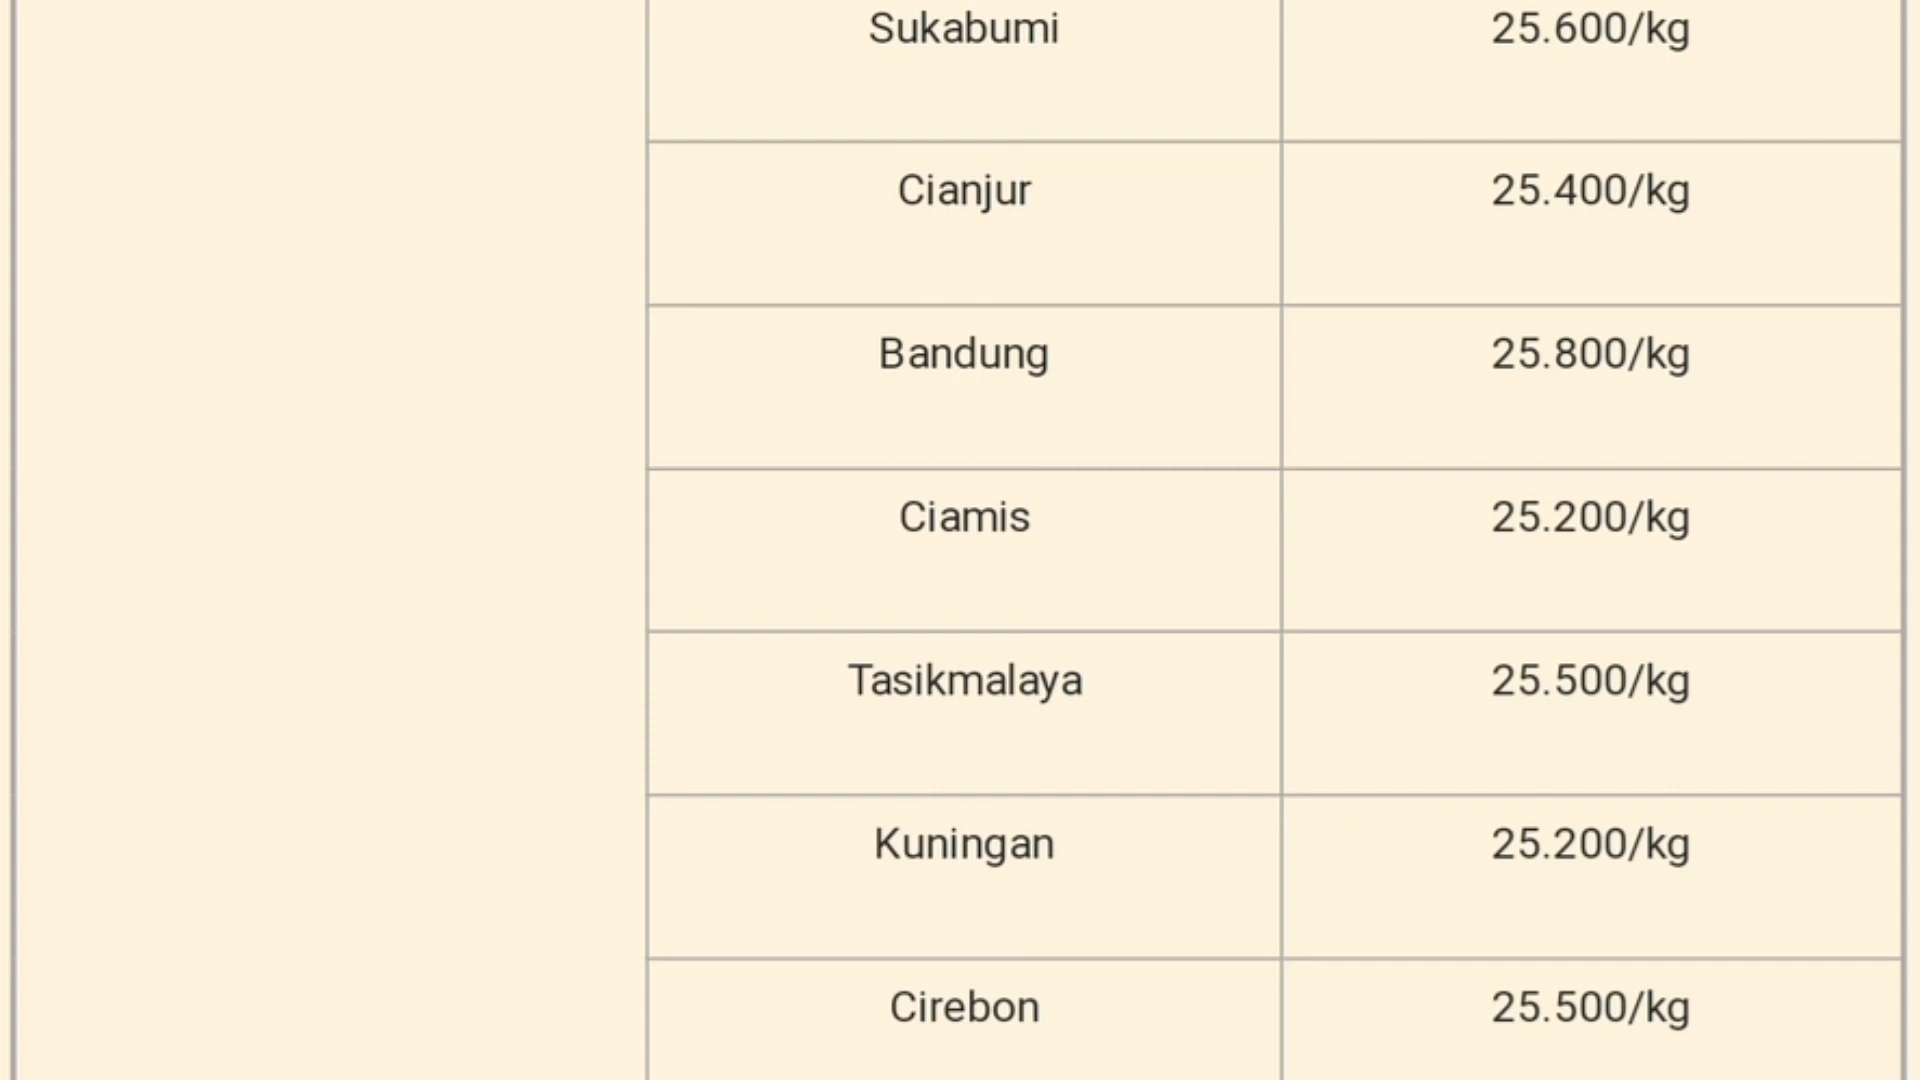 Sukabumi 25.600/kg
Cianjur 25.400/kg
Bandung 25.800/kg
Ciamis 25.200/kg
Tasikmalaya 25.500/kg
Kuningan 25.200/kg
Cirebon 25.500/kg